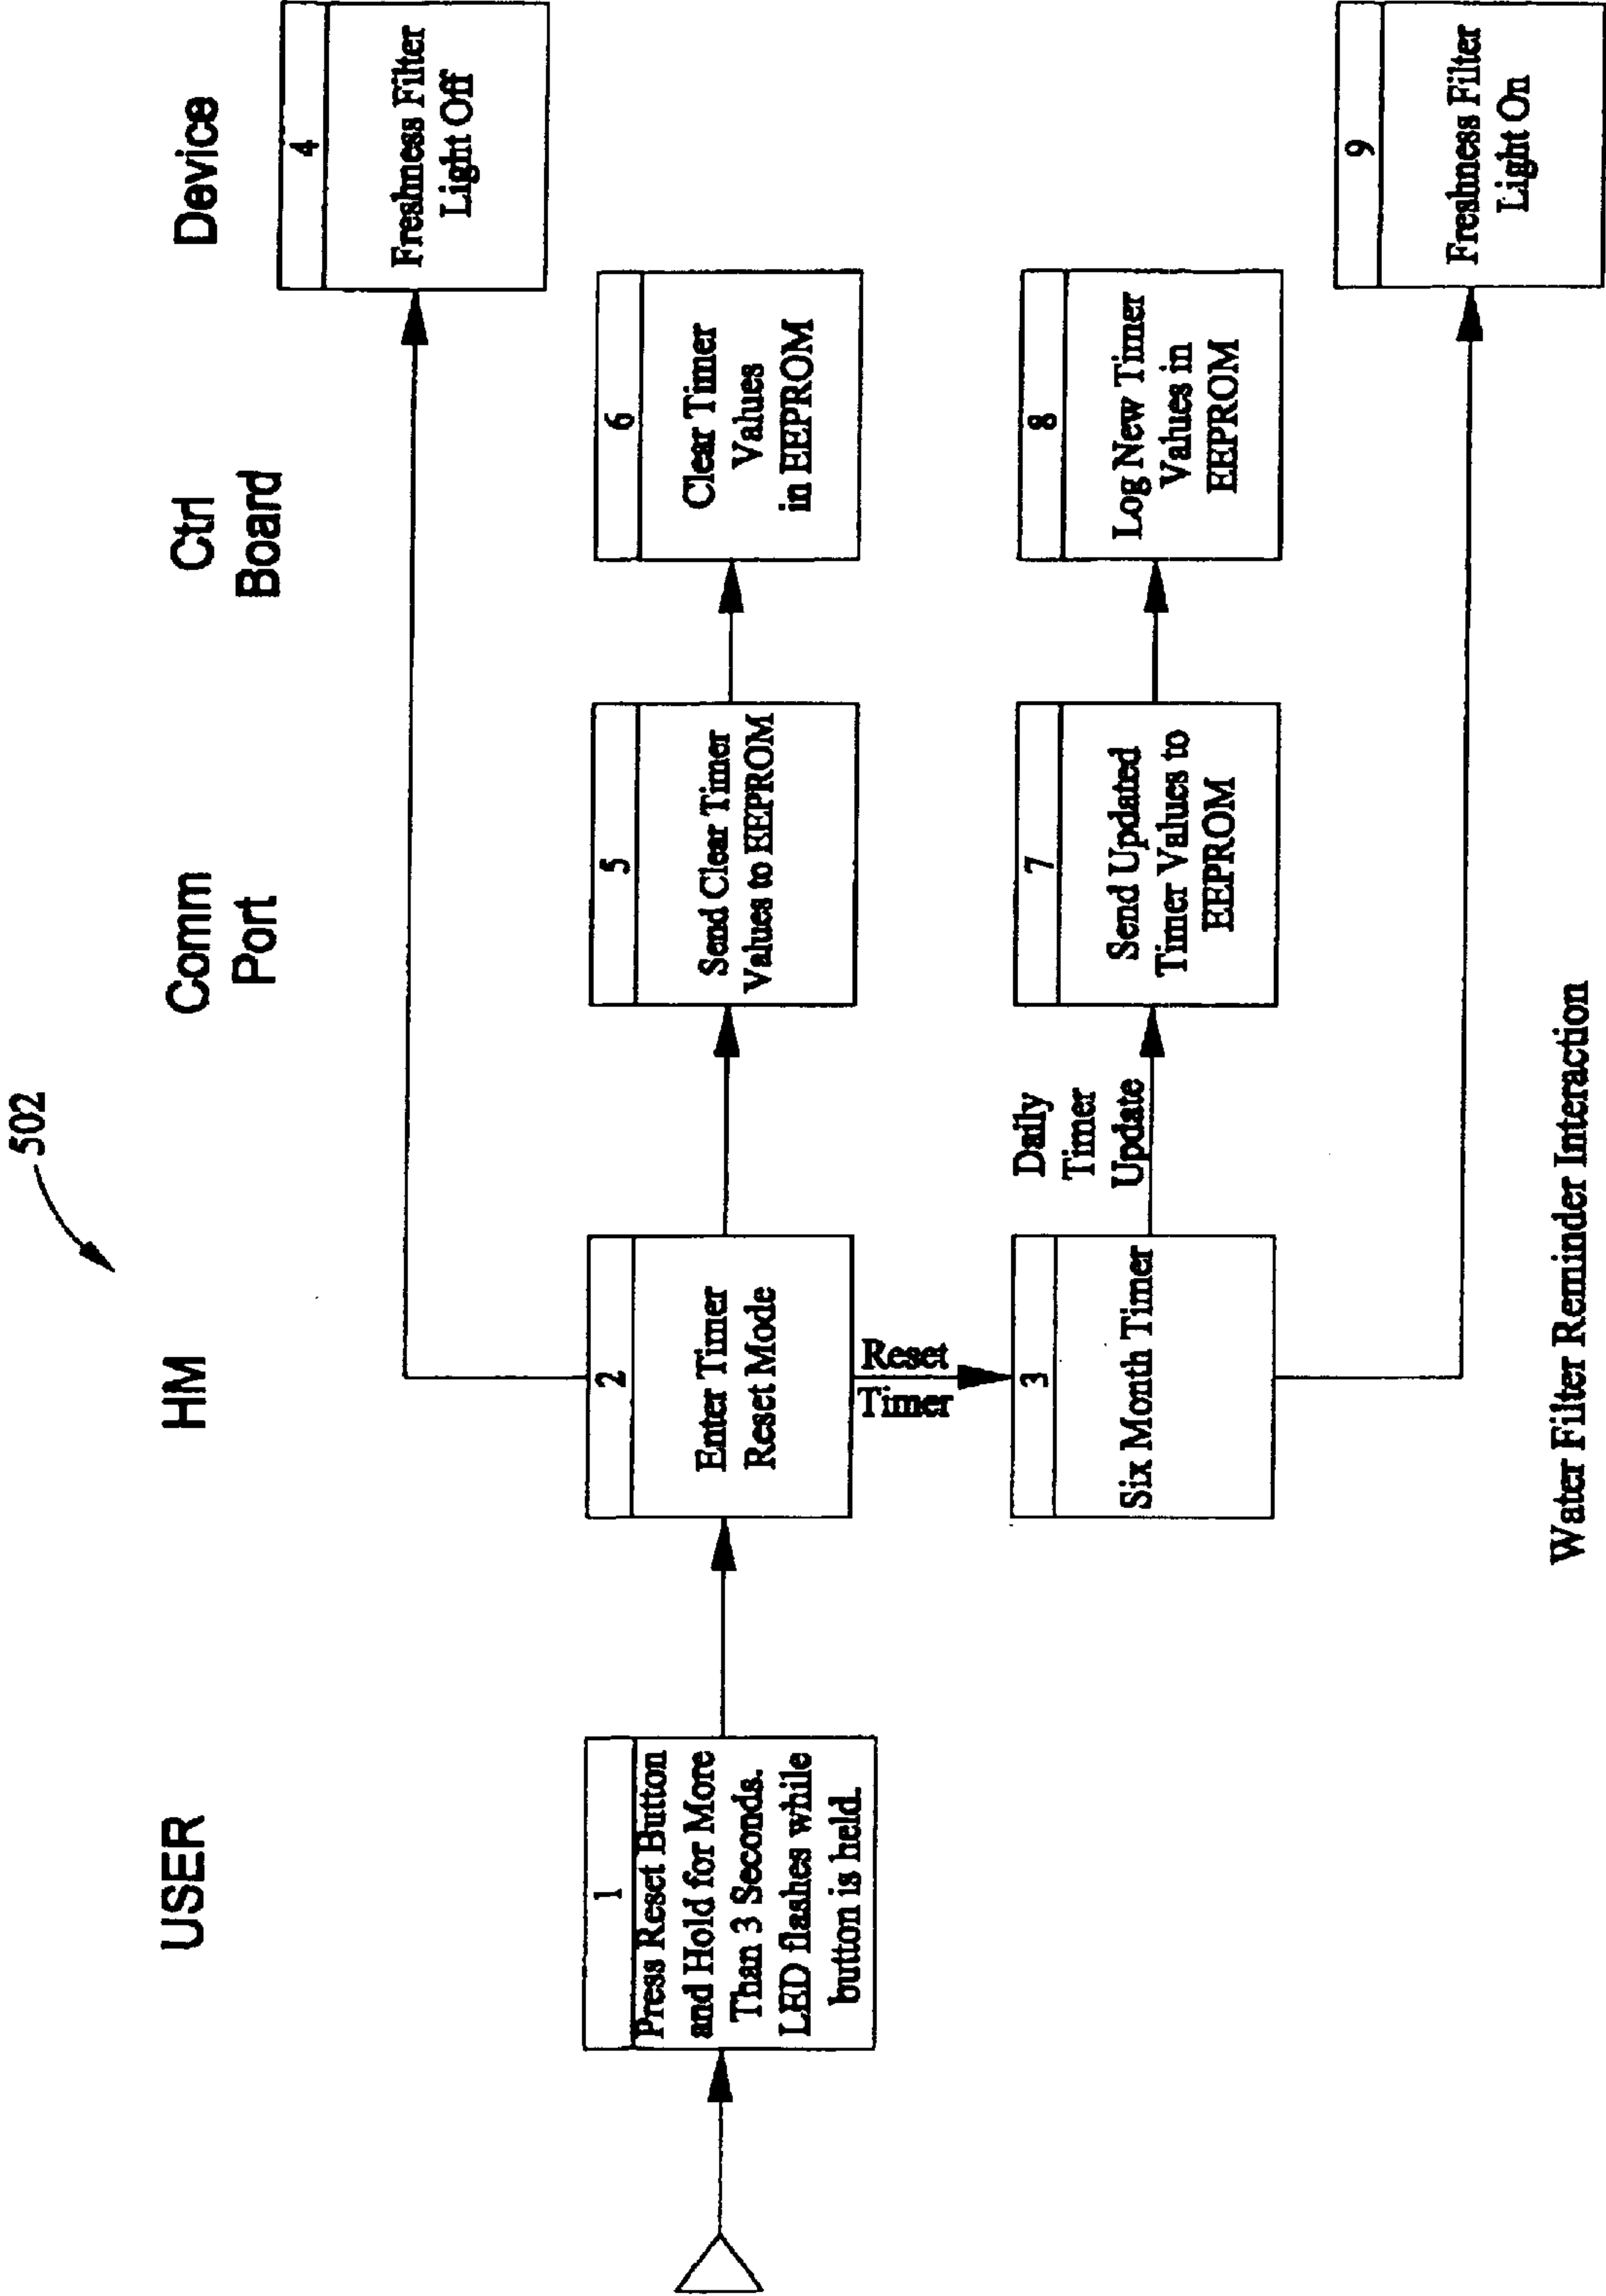 502
USER
HM
Comm
Port
Ctrl
Board
Device
1
Press Reset Button
and Hold for More
Than 3 Seconds.
LED flashes while
button is held.
2
Enter Timer
Reset Mode
Reset
Timer
3
Six Month Timer
Daily
Timer
Update
4
Freshness Filter
Light Off
5
Send Clear Timer
Values to EEPROM
6
Clear Timer
Values
in EEPROM
7
Send Updated
Timer Values to
EEPROM
8
Log New Timer
Values in
EEPROM
9
Freshness Filter
Light On
Water Filter Reminder Interaction